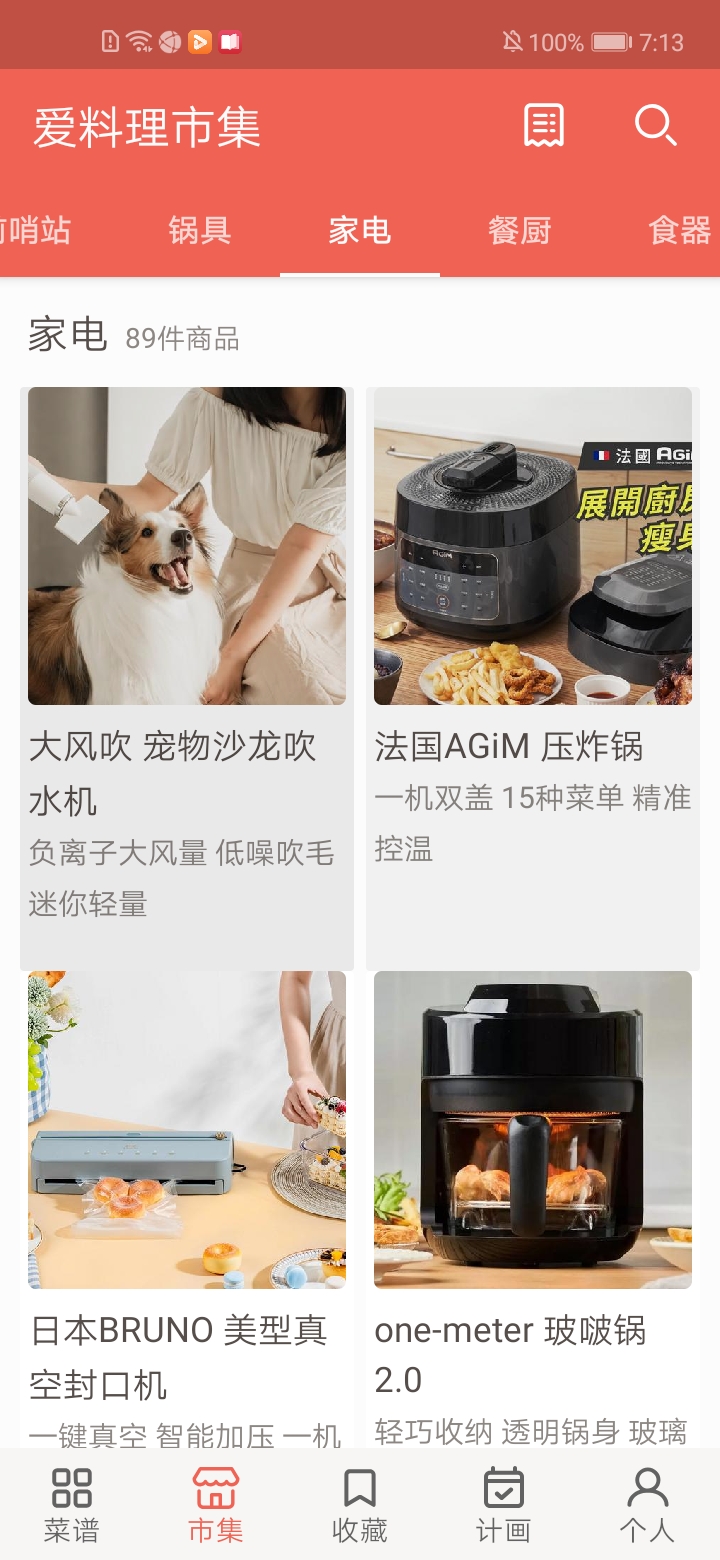 100% 7:13
爱料理市集
哨站 锅具 家电 餐厨 食器
家电 89件商品
法國 AGi
展開廚房
瘦身
AGiM
大风吹 宠物沙龙吹
水机
负离子大风量 低噪吹毛
迷你轻量
法国AGiM 压炸锅
一机双盖 15种菜单 精准
控温
日本BRUNO 美型真
空封口机
一键真空 智能加压 一机
one-meter 玻啵锅
2.0
轻巧收纳 透明锅身 玻璃
菜谱 市集 收藏 计画 个人